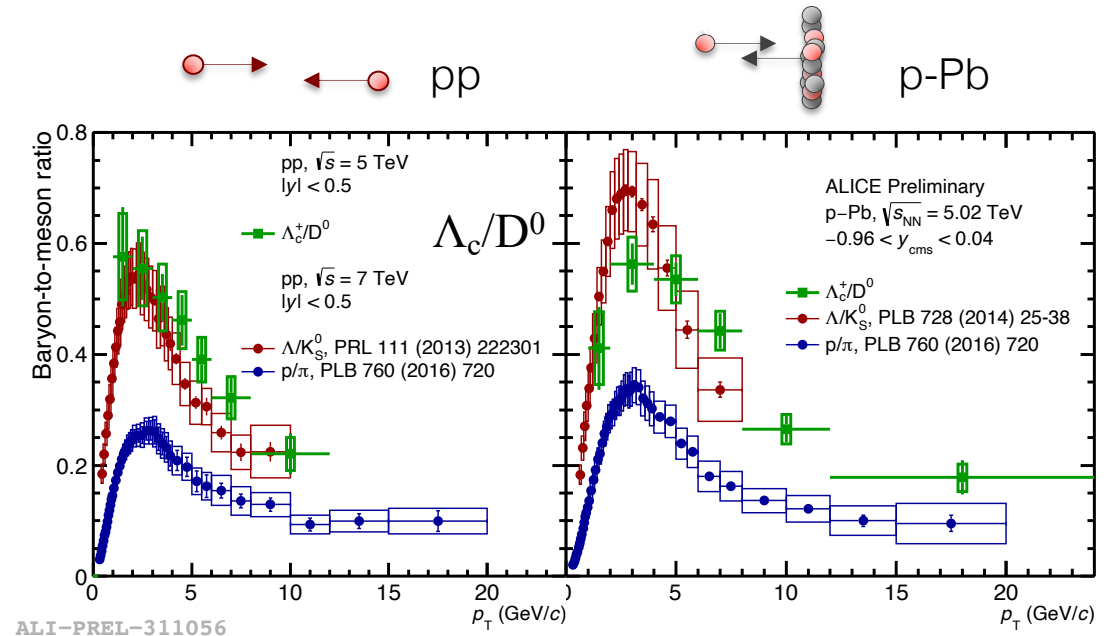 pp
p-Pb
Baryon-to-meson ratio
0.8
0.6
0.4
0.2
0
pp, √s = 5 TeV
|y| < 0.5
Λc+/D0
pp, √s = 7 TeV
|y| < 0.5
Λ/K0S, PRL 111 (2013) 222301
p/π, PLB 760 (2016) 720
Λc/D0
ALICE Preliminary
p-Pb, √sNN = 5.02 TeV
−0.96 < ycms < 0.04
Λc+/D0
Λ/K0S, PLB 728 (2014) 25-38
p/π, PLB 760 (2016) 720
0 5 10 15 20
pT (GeV/c)
0 5 10 15 20
pT (GeV/c)
ALI-PREL-311056